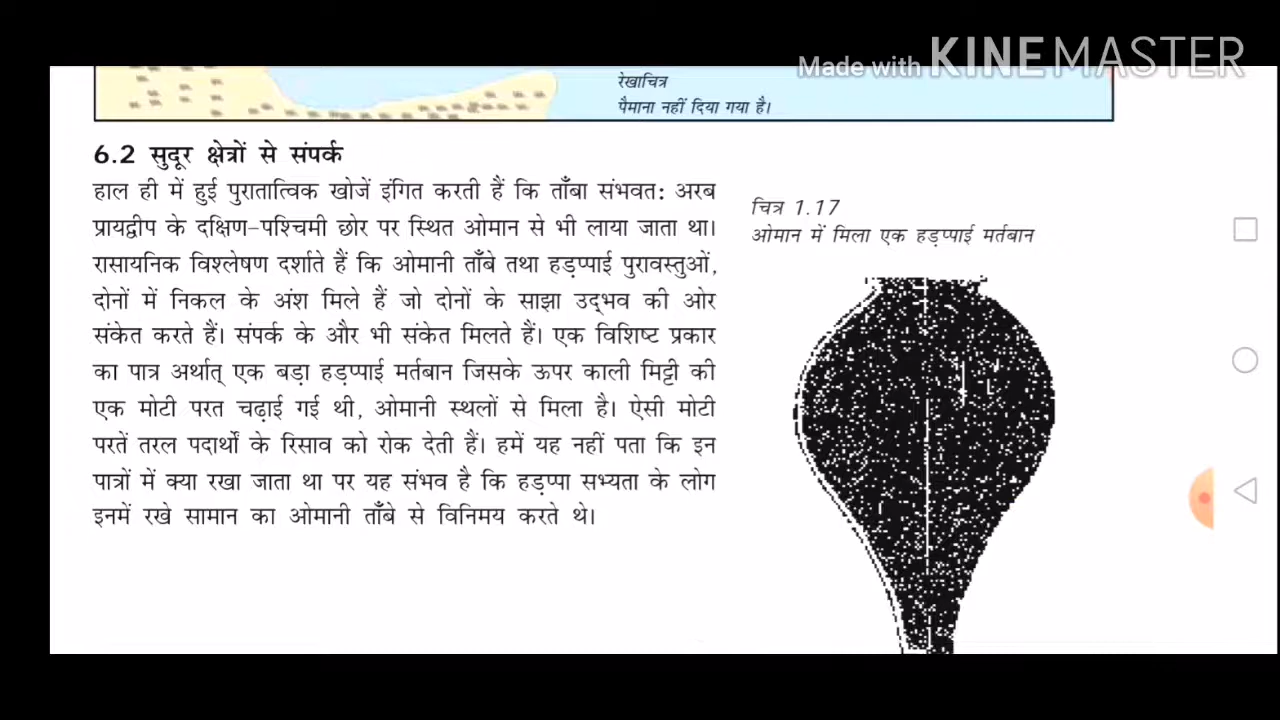 Made with KINEMASTER
रेखाचित्र
पैमाना नहीं दिया गया है।
6.2 सुदूर क्षेत्रों से संपर्क
हाल ही में हुई पुरातात्विक खोजें इंगित करती हैं कि ताँबा संभवत: अरब
प्रायद्वीप के दक्षिण-पश्चिमी छोर पर स्थित ओमान से भी लाया जाता था।
रासायनिक विश्लेषण दर्शाते हैं कि ओमानी ताँबे तथा हड़प्पाई पुरावस्तुओं,
दोनों में निकल के अंश मिले हैं जो दोनों के साझा उद्भव की ओर
संकेत करते हैं। संपर्क के और भी संकेत मिलते हैं। एक विशिष्ट प्रकार
का पात्र अर्थात् एक बड़ा हड़प्पाई मर्तबान जिसके ऊपर काली मिट्टी की
एक मोटी परत चढ़ाई गई थी, ओमानी स्थलों से मिला है। ऐसी मोटी
परतें तरल पदार्थों के रिसाव को रोक देती हैं। हमें यह नहीं पता कि इन
पात्रों में क्या रखा जाता था पर यह संभव है कि हड़प्पा सभ्यता के लोग
इनमें रखे सामान का ओमानी ताँबे से विनिमय करते थे।
चित्र 1.17
ओमान में मिला एक हड़प्पाई मर्तबान